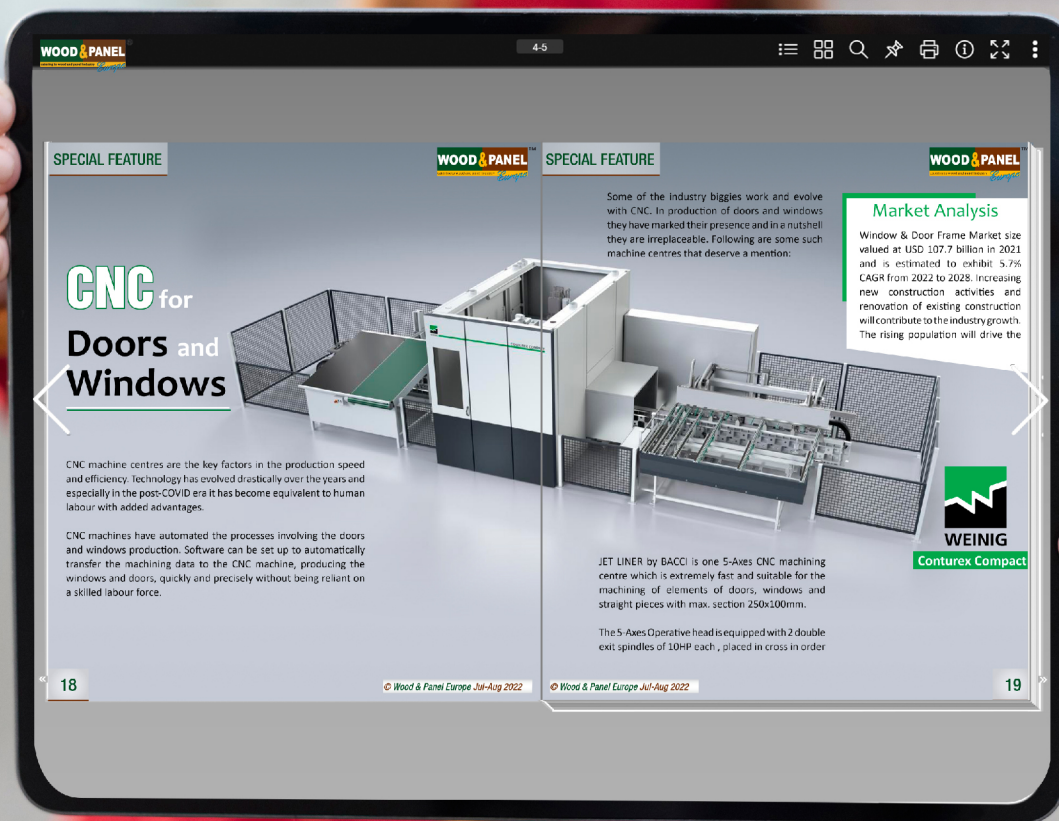 WOOD & PANEL
Europe
4-5
SPECIAL FEATURE
WOOD & PANEL
Europe
CNC for
Doors and
Windows
CNC machine centres are the key factors in the production speed
and efficiency. Technology has evolved drastically over the years and
especially in the post-COVID era it has become equivalent to human
labour with added advantages.
CNC machines have automated the processes involving the doors
and windows production. Software can be set up to automatically
transfer the machining data to the CNC machine, producing the
windows and doors, quickly and precisely without being reliant on
a skilled labour force.
18
© Wood & Panel Europe Jul-Aug 2022
SPECIAL FEATURE
WOOD & PANEL
Europe
Some of the industry biggies work and evolve
with CNC. In production of doors and windows
they have marked their presence and in a nutshell
they are irreplaceable. Following are some such
machine centres that deserve a mention:
Market Analysis
Window & Door Frame Market size
valued at USD 107.7 billion in 2021
and is estimated to exhibit 5.7%
CAGR from 2022 to 2028. Increasing
new construction activities and
renovation of existing construction
will contribute to the industry growth.
The rising population will drive the
WEINIG
Conturex Compact
JET LINER by BACCI is one 5-Axes CNC machining
centre which is extremely fast and suitable for the
machining of elements of doors, windows and
straight pieces with max. section 250x100mm.
The 5-Axes Operative head is equipped with 2 double
exit spindles of 10HP each , placed in cross in order
© Wood & Panel Europe Jul-Aug 2022
19